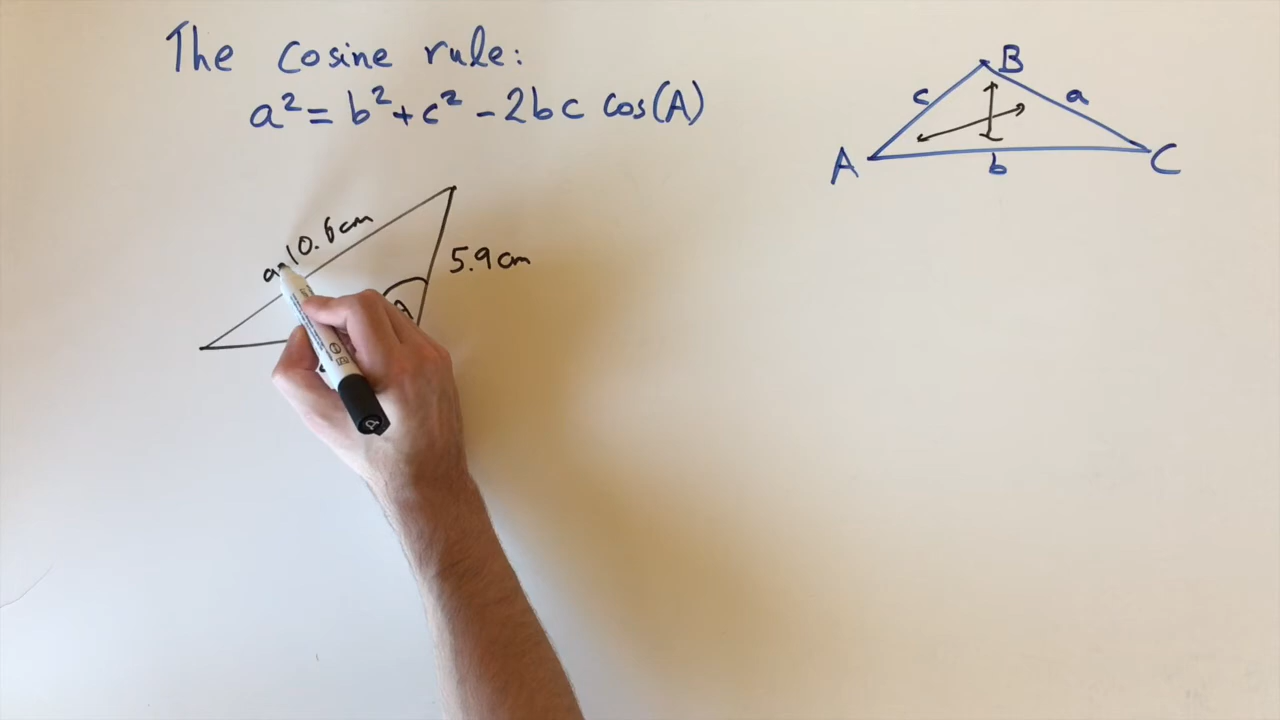 The cosine rule:
a² = b² + c² - 2bc cos(A)
B
c
a
A
b
C
a=10.6cm
5.9cm
A